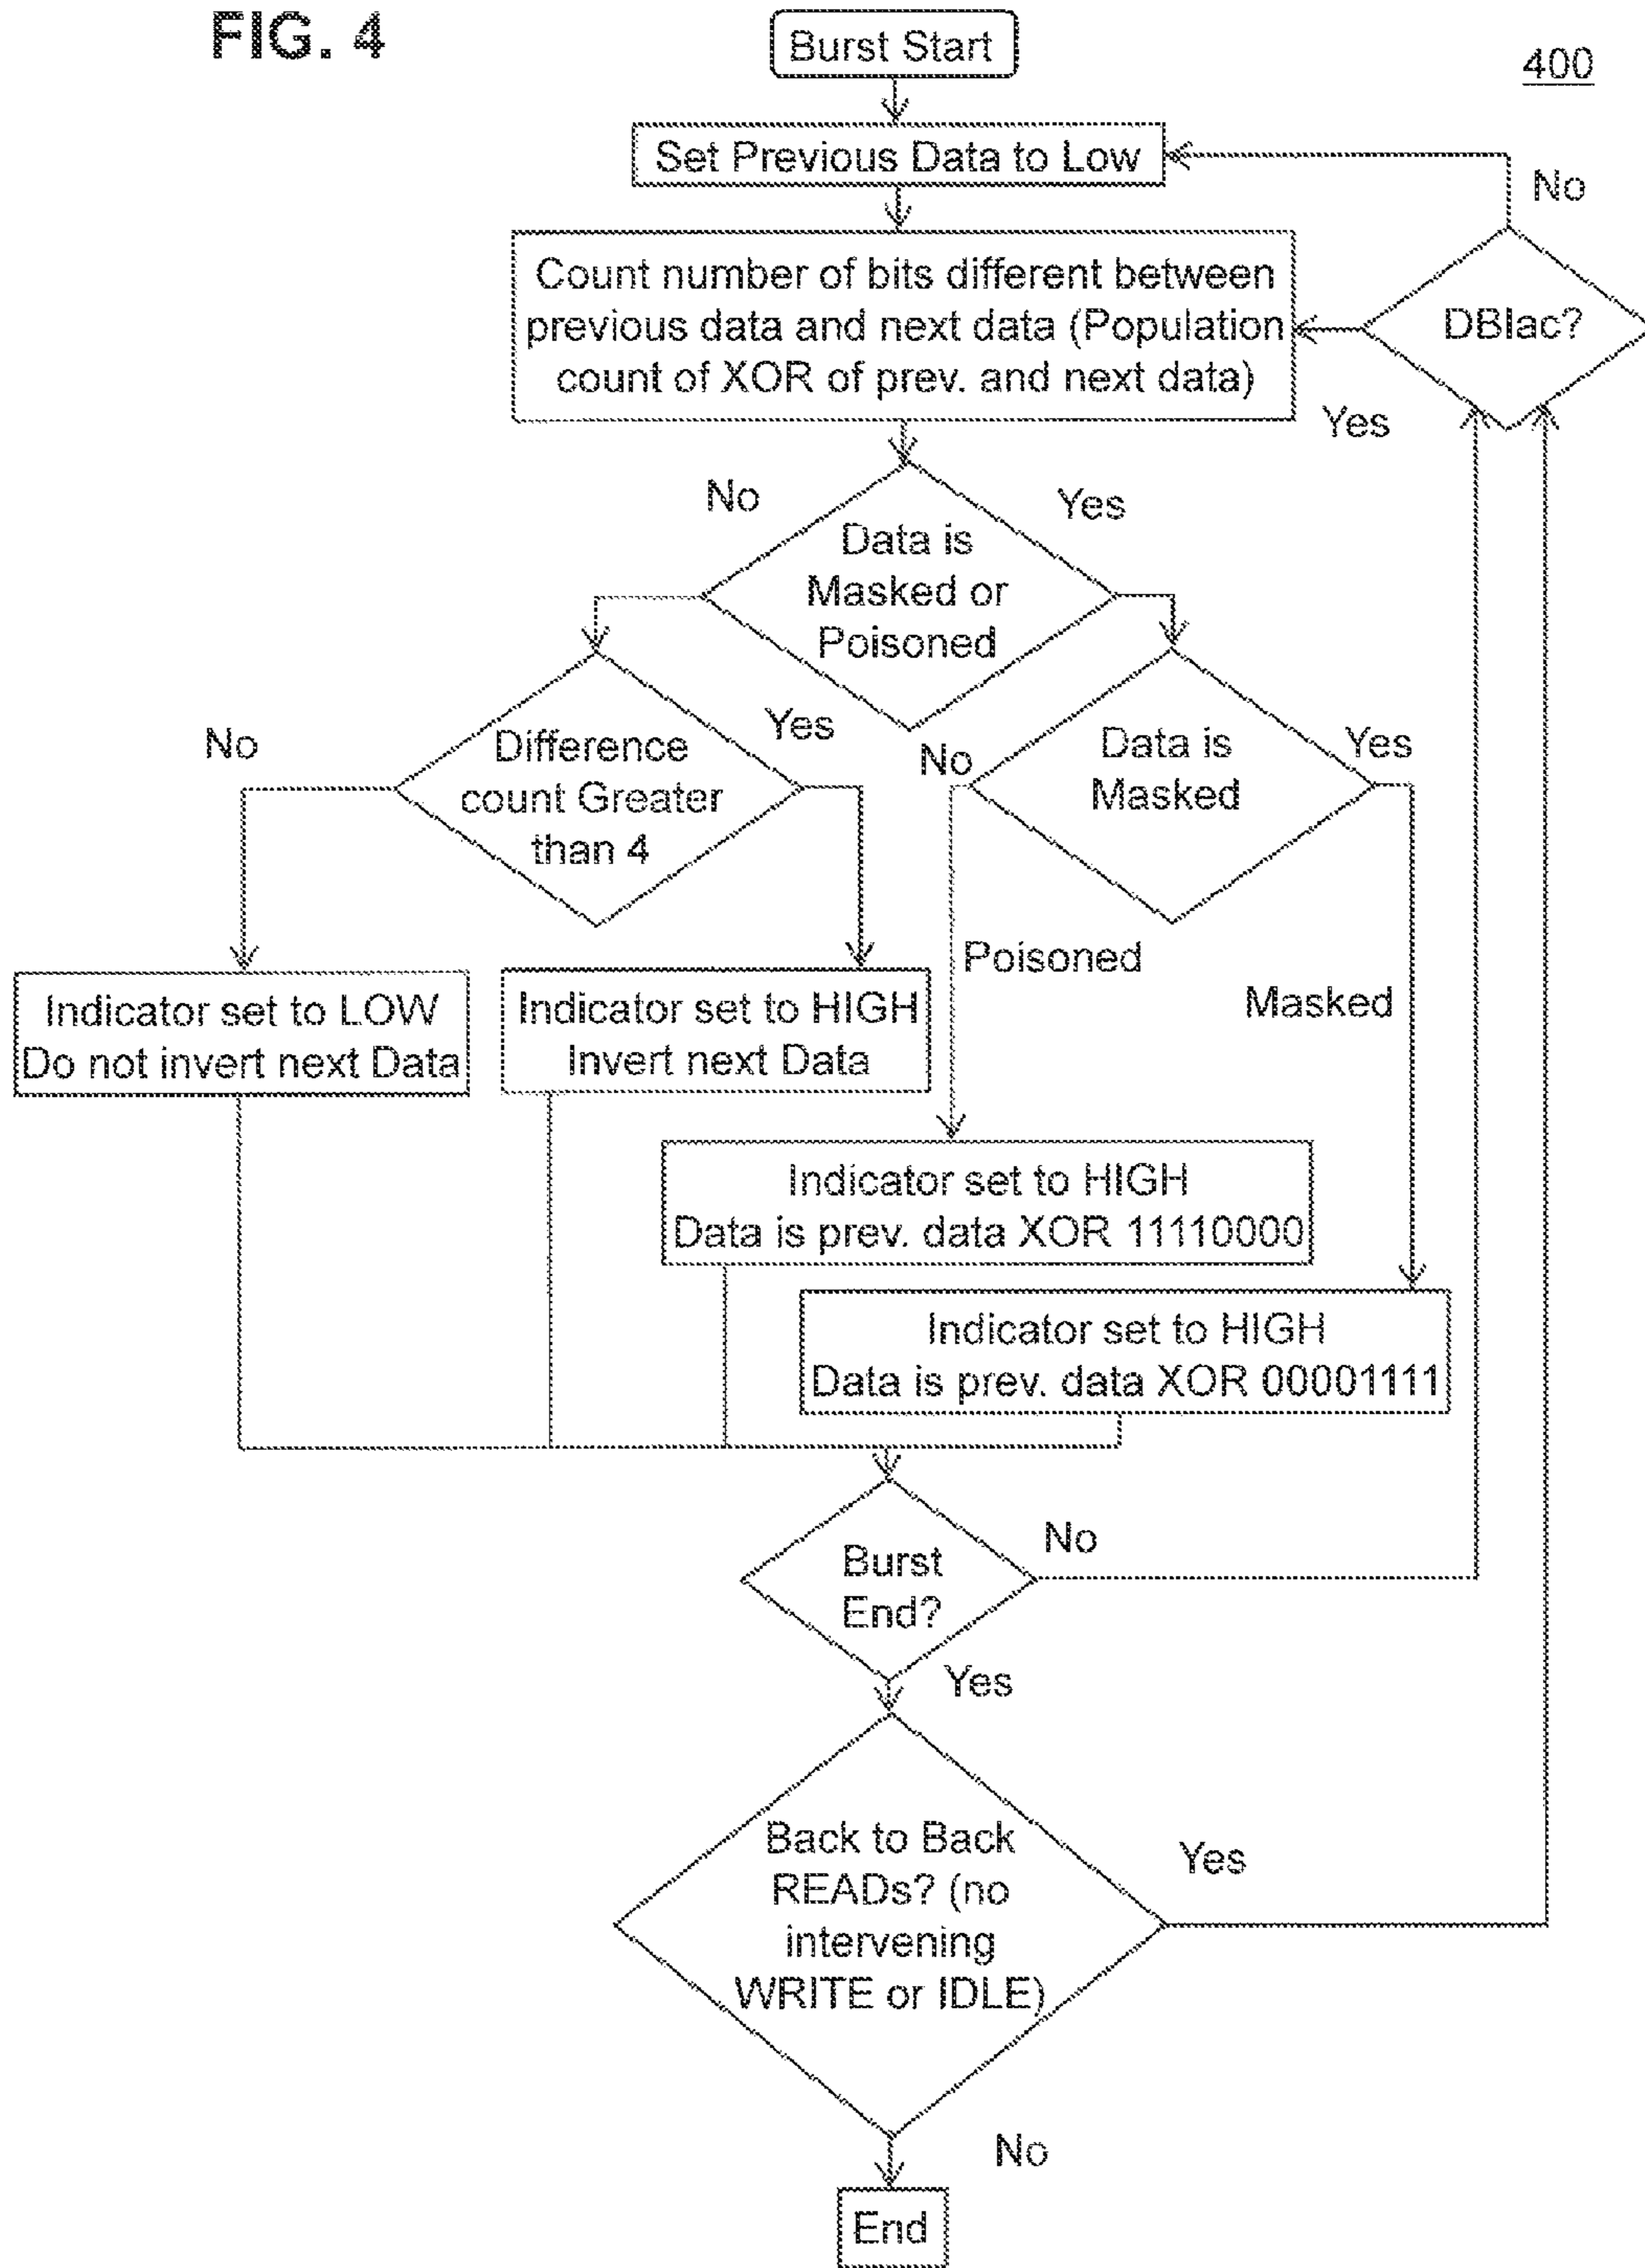 FIG. 4
Burst Start
400
Set Previous Data to Low
No
Count number of bits different between
previous data and next data (Population
count of XOR of prev. and next data)
DBIac?
Yes
No
Yes
Data is
Masked or
Poisoned
No
Yes
Difference
count Greater
than 4
No
Yes
Data is
Masked
Poisoned
Masked
Indicator set to LOW
Do not invert next Data
Indicator set to HIGH
Invert next Data
Indicator set to HIGH
Data is prev. data XOR 11110000
Indicator set to HIGH
Data is prev. data XOR 00001111
Burst
End?
No
Yes
Back to Back
READs? (no
intervening
WRITE or IDLE)
Yes
No
End